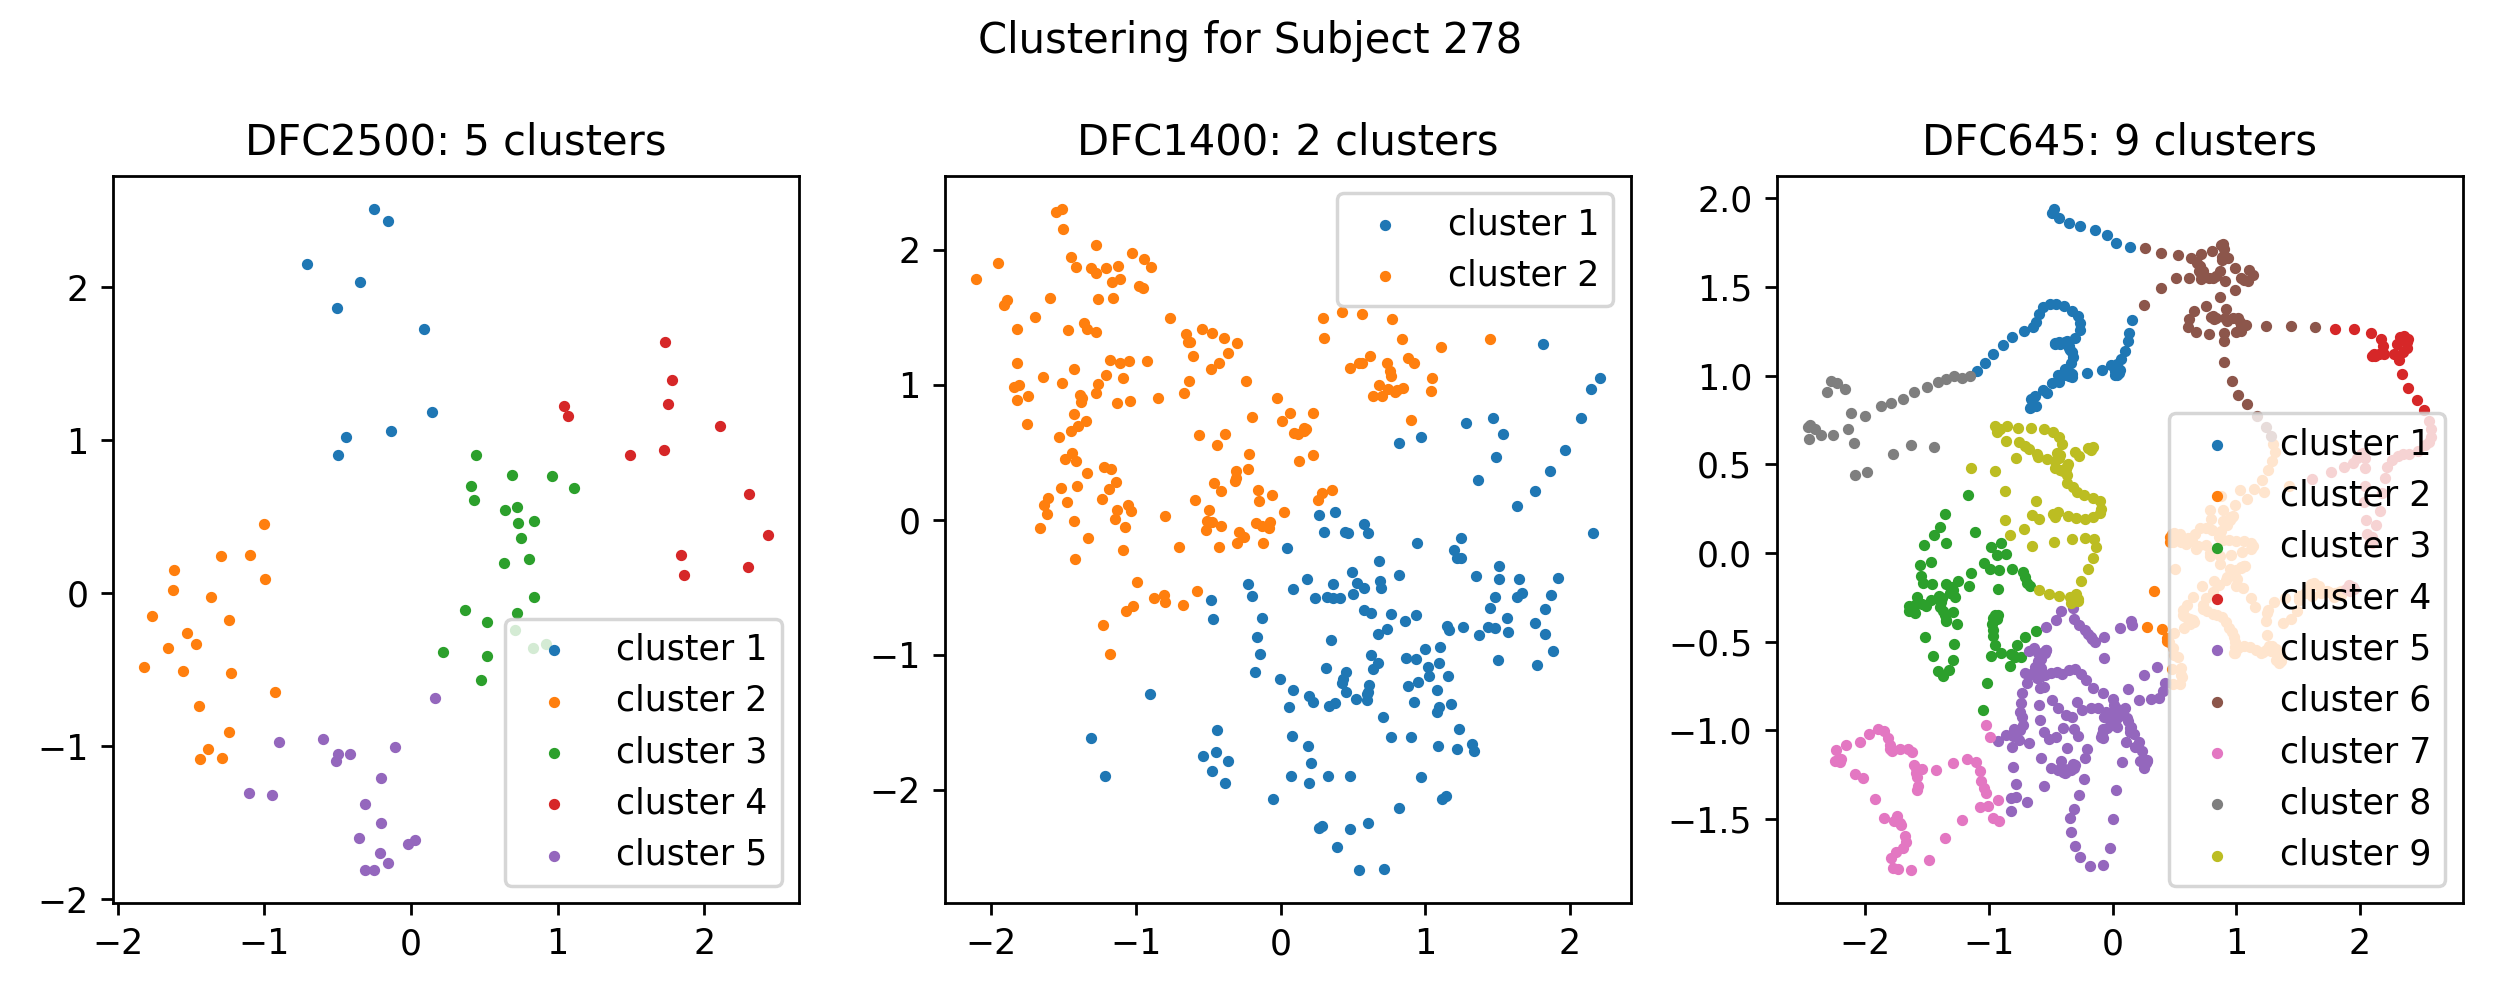 Clustering for Subject 278
DFC2500: 5 clusters
2
1
0
−1
−2
−2
−1
0
1
2
cluster 1
cluster 2
cluster 3
cluster 4
cluster 5
DFC1400: 2 clusters
2
1
0
−1
−2
−2
−1
0
1
2
cluster 1
cluster 2
DFC645: 9 clusters
2.0
1.5
1.0
0.5
0.0
−0.5
−1.0
−1.5
−2
−1
0
1
2
cluster 1
cluster 2
cluster 3
cluster 4
cluster 5
cluster 6
cluster 7
cluster 8
cluster 9